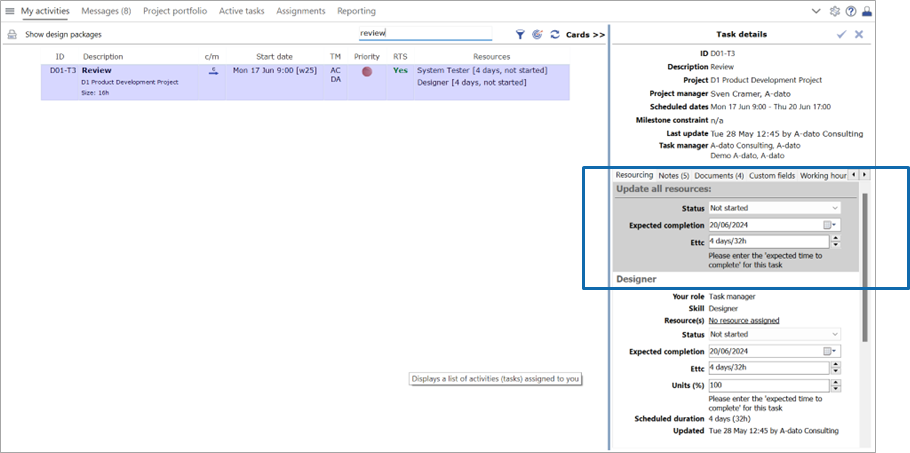 My activities Messages (8) Project portfolio Active tasks Assignments Reporting
Show design packages review Cards >>
ID Description c/m Start date TM Priority RTS Resources
D01-T3 Review Mon 17 Jun 9:00 [w25] AC Yes System Tester [4 days, not started]
D1 Product Development Project DA Designer [4 days, not started]
Size: 16h
Displays a list of activities (tasks) assigned to you
Task details
ID D01-T3
Description Review
Project D1 Product Development Project
Project manager Sven Cramer, A-dato
Scheduled dates Mon 17 Jun 9:00 - Thu 20 Jun 17:00
Milestone constraint n/a
Last update Tue 28 May 12:45 by A-dato Consulting
Task manager A-dato Consulting, A-dato
Demo A-dato, A-dato
Resourcing Notes (5) Documents (4) Custom fields Working hour
Update all resources:
Status Not started
Expected completion 20/06/2024
Ettc 4 days/32h
Please enter the 'expected time to
complete' for this task
Designer
Your role Task manager
Skill Designer
Resource(s) No resource assigned
Status Not started
Expected completion 20/06/2024
Ettc 4 days/32h
Units (%) 100
Please enter the 'expected time to
complete' for this task
Scheduled duration 4 days (32h)
Updated Tue 28 May 12:45 by A-dato Consulting